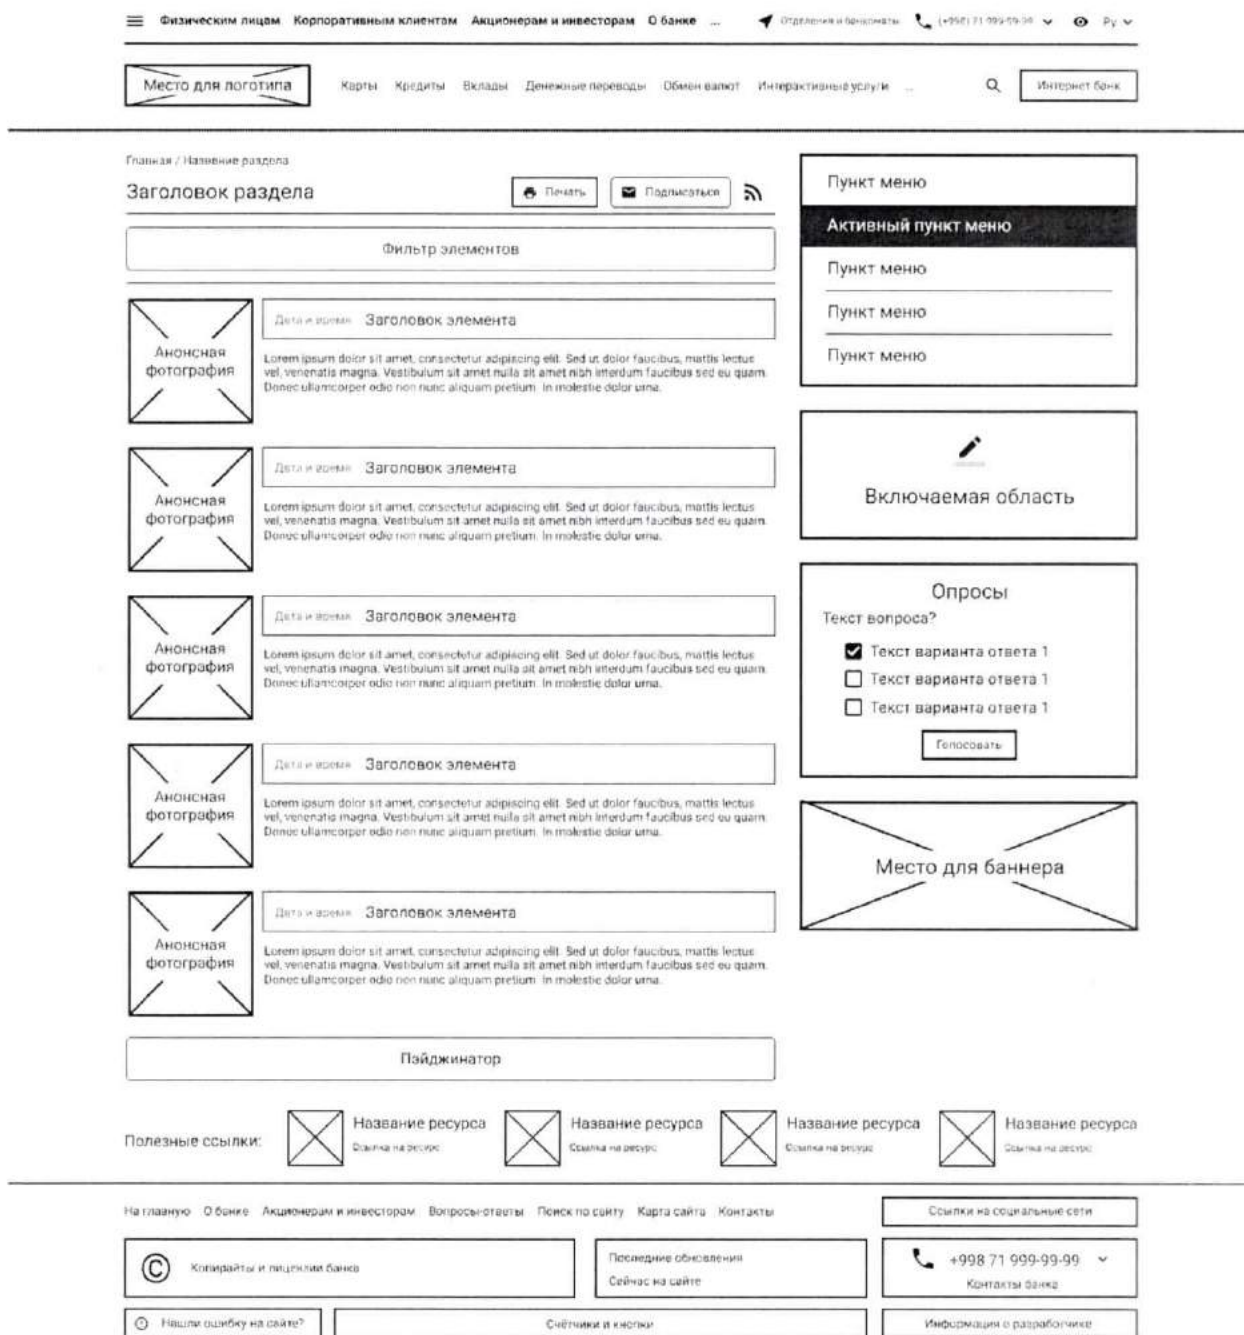 Физическим лицам Корпоративным клиентам Акционерам и инвесторам О банке ... Отделения и банкоматы (+998) 71 999-99-99 Ру
Место для логотипа Карты Кредиты Вклады Денежные переводы Обмен валют Интерактивные услуги ... Интернет банк
Главная / Название раздела
Заголовок раздела Печать Подписаться
Фильтр элементов
Дата и время Заголовок элемента
Анонсная фотография
Lorem ipsum dolor sit amet, consectetur adipiscing elit. Sed ut dolor faucibus, mattis lectus
vel, venenatis magna. Vestibulum sit amet nulla sit amet nibh interdum faucibus sed eu quam.
Donec ullamcorper odio non nunc aliquam pretium. In molestie dolor urna.
Дата и время Заголовок элемента
Анонсная фотография
Lorem ipsum dolor sit amet, consectetur adipiscing elit. Sed ut dolor faucibus, mattis lectus
vel, venenatis magna. Vestibulum sit amet nulla sit amet nibh interdum faucibus sed eu quam.
Donec ullamcorper odio non nunc aliquam pretium. In molestie dolor urna.
Дата и время Заголовок элемента
Анонсная фотография
Lorem ipsum dolor sit amet, consectetur adipiscing elit. Sed ut dolor faucibus, mattis lectus
vel, venenatis magna. Vestibulum sit amet nulla sit amet nibh interdum faucibus sed eu quam.
Donec ullamcorper odio non nunc aliquam pretium. In molestie dolor urna.
Дата и время Заголовок элемента
Анонсная фотография
Lorem ipsum dolor sit amet, consectetur adipiscing elit. Sed ut dolor faucibus, mattis lectus
vel, venenatis magna. Vestibulum sit amet nulla sit amet nibh interdum faucibus sed eu quam.
Donec ullamcorper odio non nunc aliquam pretium. In molestie dolor urna.
Дата и время Заголовок элемента
Анонсная фотография
Lorem ipsum dolor sit amet, consectetur adipiscing elit. Sed ut dolor faucibus, mattis lectus
vel, venenatis magna. Vestibulum sit amet nulla sit amet nibh interdum faucibus sed eu quam.
Donec ullamcorper odio non nunc aliquam pretium. In molestie dolor urna.
Пэйджинатор
Пункт меню
Активный пункт меню
Пункт меню
Пункт меню
Пункт меню
Включаемая область
Опросы
Текст вопроса?
Текст варианта ответа 1
Текст варианта ответа 1
Текст варианта ответа 1
Голосовать
Место для баннера
Полезные ссылки:
Название ресурса Название ресурса Название ресурса Название ресурса
Ссылка на ресурс Ссылка на ресурс Ссылка на ресурс Ссылка на ресурс
На главную О банке Акционерам и инвесторам Вопросы-ответы Поиск по сайту Карта сайта Контакты Ссылки на социальные сети
© Копирайты и лицензии банка
Последние обновления
Сейчас на сайте
+998 71 999-99-99
Контакты банка
Нашли ошибку на сайте? Счётчики и кнопки Информация о разработчике